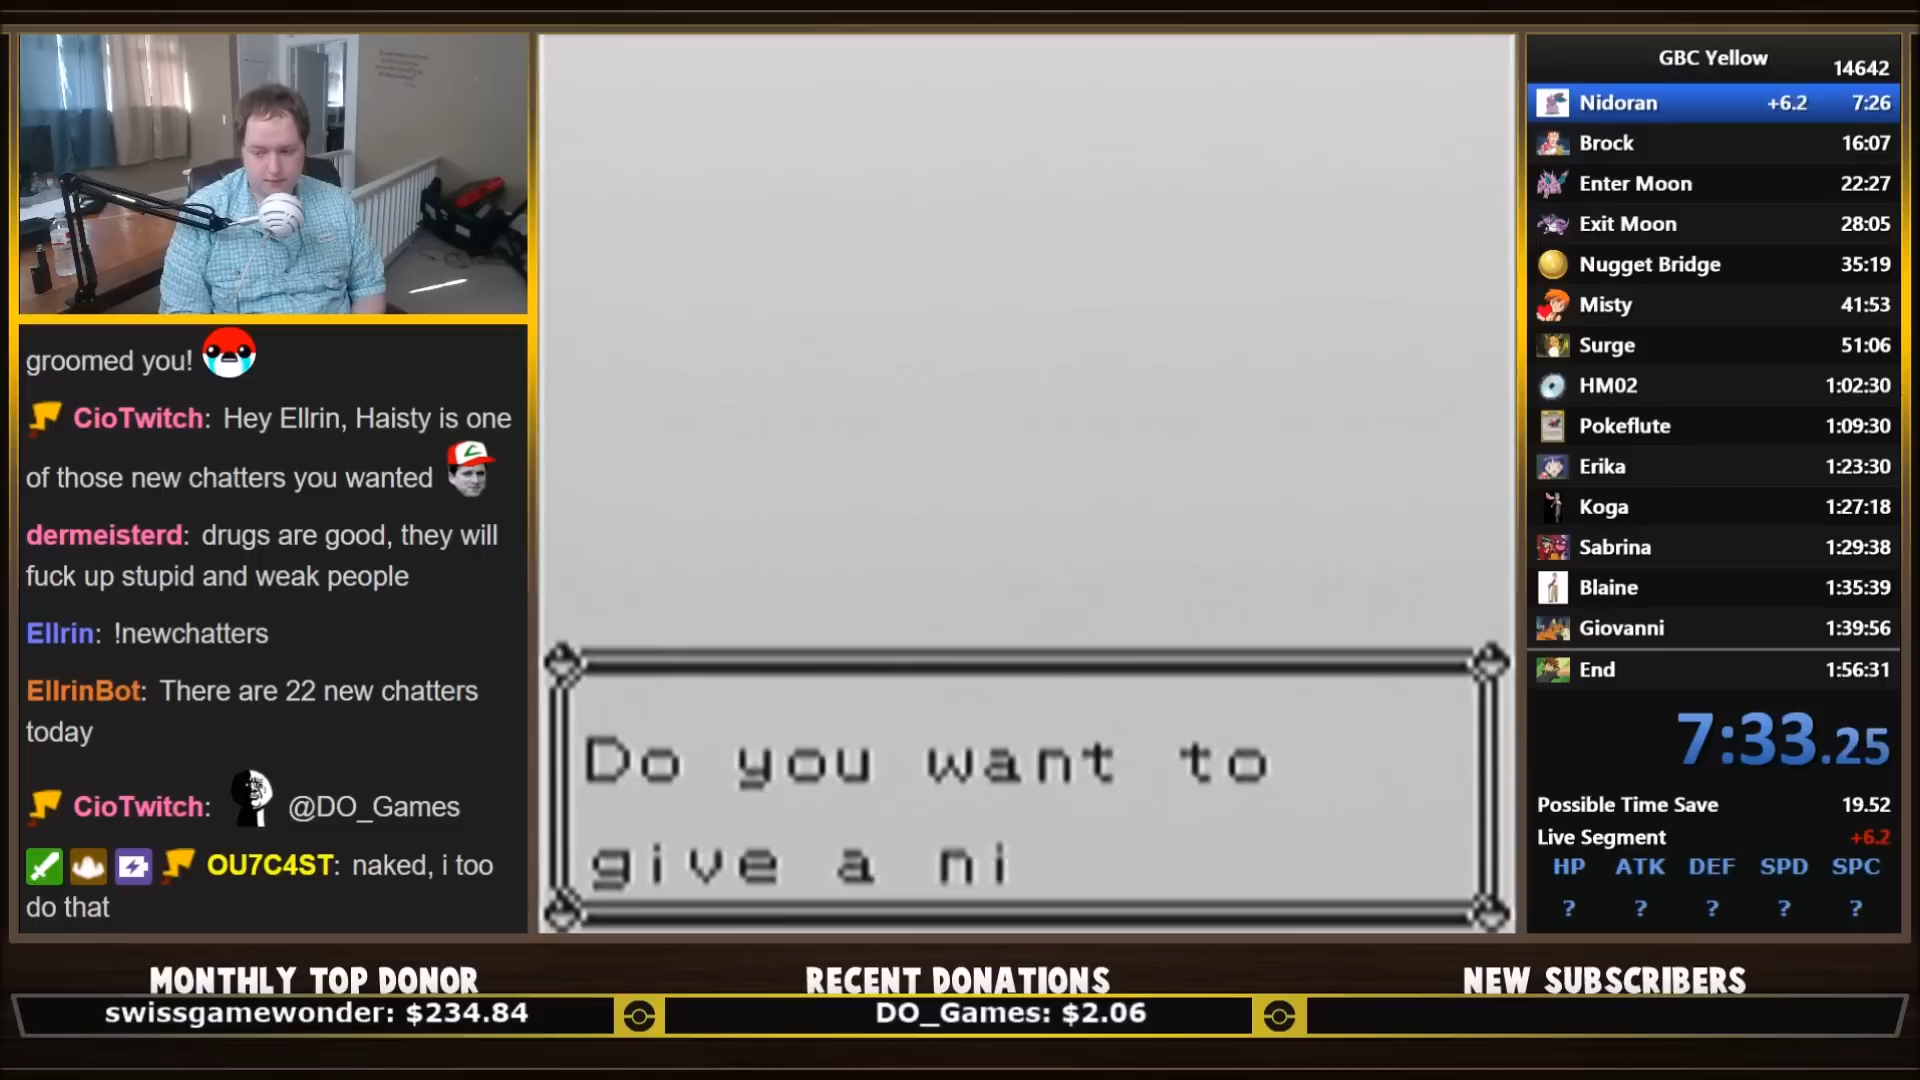 groomed you!
CioTwitch: Hey Ellrin, Haisty is one
of those new chatters you wanted
dermeisterd: drugs are good, they will
fuck up stupid and weak people
Ellrin: !newchatters
EllrinBot: There are 22 new chatters
today
CioTwitch: @DO_Games
OU7C4ST: naked, i too
do that
Do you want to
give a ni
GBC Yellow 14642
Nidoran +6.2 7:26
Brock 16:07
Enter Moon 22:27
Exit Moon 28:05
Nugget Bridge 35:19
Misty 41:53
Surge 51:06
HM02 1:02:30
Pokeflute 1:09:30
Erika 1:23:30
Koga 1:27:18
Sabrina 1:29:38
Blaine 1:35:39
Giovanni 1:39:56
End 1:56:31
7:33.25
Possible Time Save 19.52
Live Segment +6.2
HP ATK DEF SPD SPC
? ? ? ? ?
MONTHLY TOP DONOR
swissgamewonder: $234.84
RECENT DONATIONS
DO_Games: $2.06
NEW SUBSCRIBERS